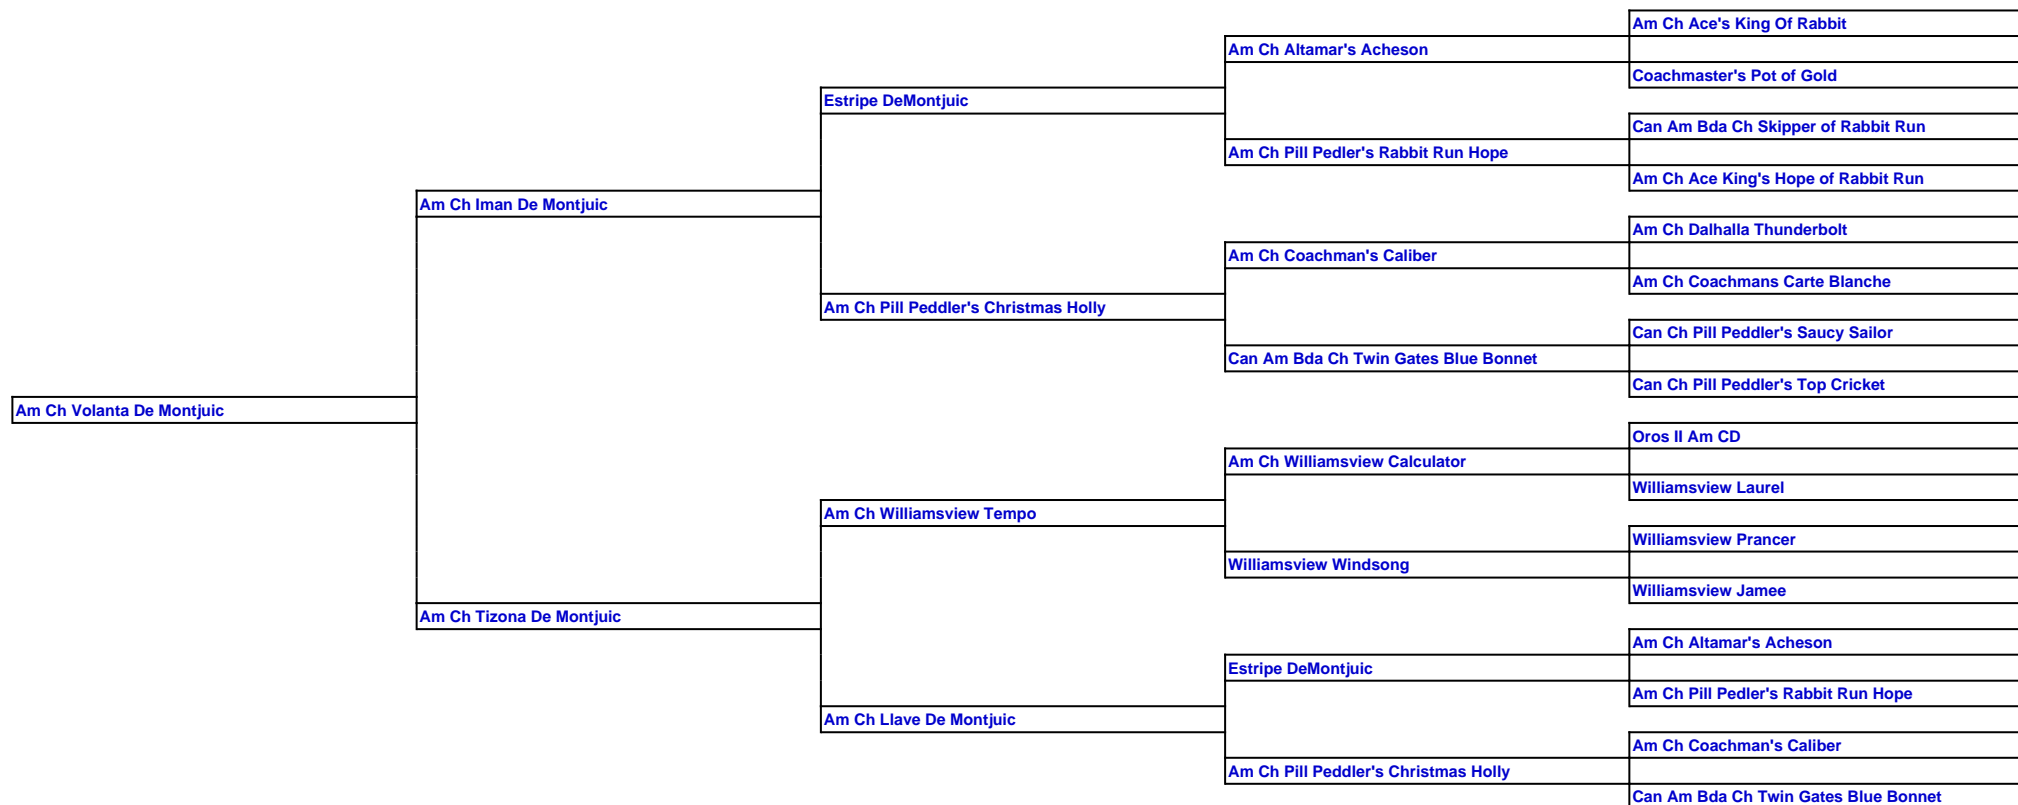 Am Ch Ace's King Of Rabbit
Am Ch Altamar's Acheson
Coachmaster's Pot of Gold
Estripe DeMontjuic
Can Am Bda Ch Skipper of Rabbit Run
Am Ch Pill Pedler's Rabbit Run Hope
Am Ch Ace King's Hope of Rabbit Run
Am Ch Iman De Montjuic
Am Ch Dalhalla Thunderbolt
Am Ch Coachman's Caliber
Am Ch Coachmans Carte Blanche
Am Ch Pill Peddler's Christmas Holly
Can Ch Pill Peddler's Saucy Sailor
Can Am Bda Ch Twin Gates Blue Bonnet
Can Ch Pill Peddler's Top Cricket
Am Ch Volanta De Montjuic
Oros II Am CD
Am Ch Williamsview Calculator
Williamsview Laurel
Am Ch Williamsview Tempo
Williamsview Prancer
Williamsview Windsong
Williamsview Jamee
Am Ch Tizona De Montjuic
Am Ch Altamar's Acheson
Estripe DeMontjuic
Am Ch Pill Pedler's Rabbit Run Hope
Am Ch Llave De Montjuic
Am Ch Coachman's Caliber
Am Ch Pill Peddler's Christmas Holly
Can Am Bda Ch Twin Gates Blue Bonnet